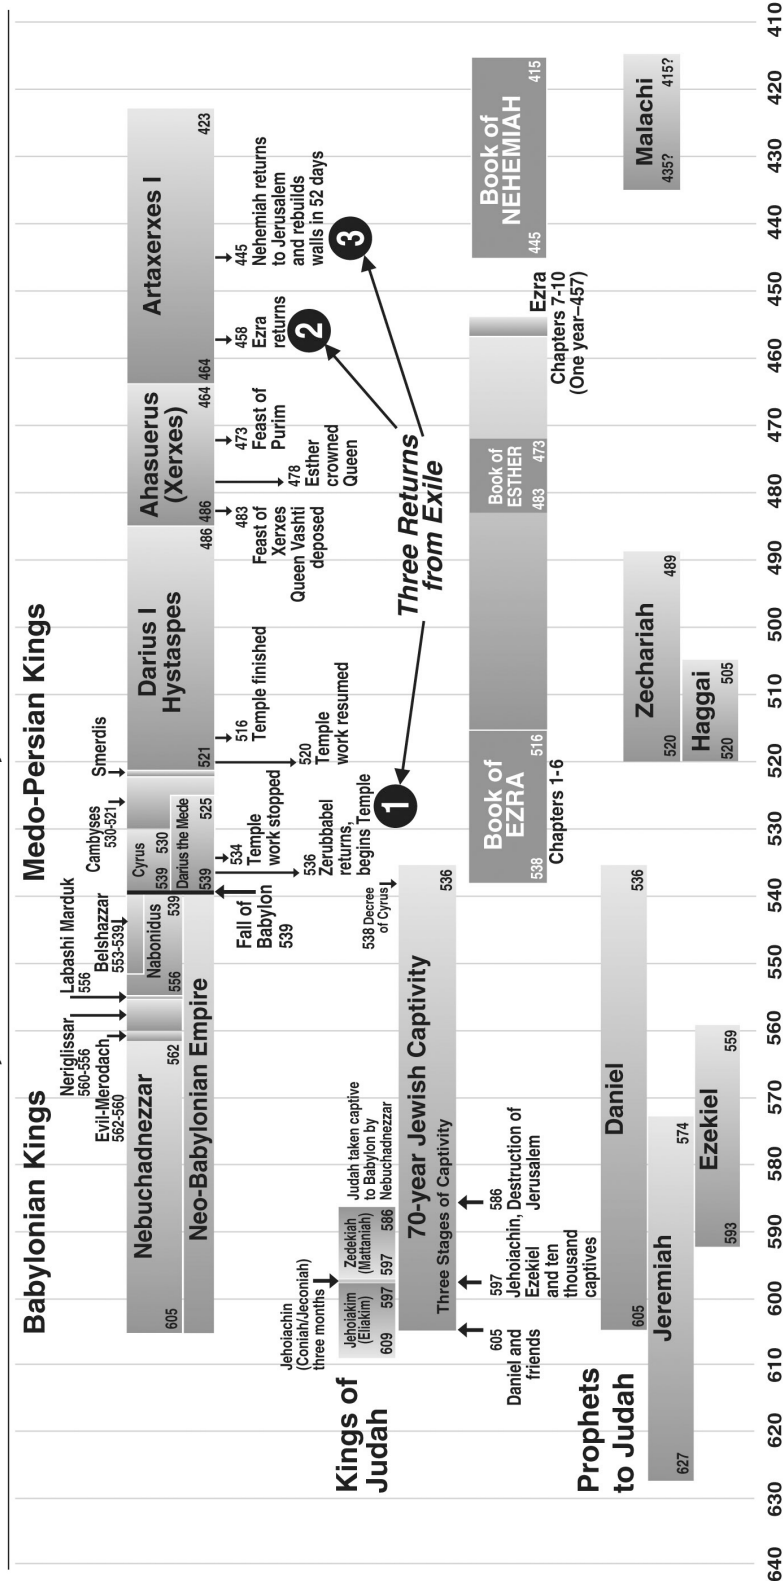 Babylonian Kings
Medo-Persian Kings
Neriglissar
560-556
Labashi Marduk
556
Evil-Merodach
562-560
Belshazzar
553-539
Cambyses
530-521
Smerdis
605
Nebuchadnezzar
562
556
Nabonidus
539
Neo-Babylonian Empire
Cyrus
539
530
Darius the Mede
539
525
521
Darius I
Hystaspes
486
486
Ahasuerus
(Xerxes)
464
464
Artaxerxes I
423
Fall of
Babylon
539
534
Temple
work stopped
536
Zerubbabel
returns,
begins Temple
516
Temple finished
520
Temple
work resumed
483
Feast of
Xerxes
Queen Vashti
deposed
478
Esther
crowned
Queen
473
Feast of
Purim
458
Ezra
returns
445
Nehemiah returns
to Jerusalem
and rebuilds
walls in 52 days
1
2
3
Three Returns
from Exile
Kings of
Judah
Jehoiachin
(Coniah/Jeconiah)
three months
Jehoiakim
(Eliakim)
609
597
Zedekiah
(Mattaniah)
597
586
Judah taken captive
to Babylon by
Nebuchadnezzar
538 Decree
of Cyrus
70-year Jewish Captivity
536
Three Stages of Captivity
605
Daniel and
friends
597
Jehoiachin,
Ezekiel
and ten
thousand
captives
586
Destruction of
Jerusalem
Book of
EZRA
538
516
Chapters 1-6
Book of
ESTHER
483
473
Ezra
Chapters 7-10
(One year–457)
Book of
NEHEMIAH
445
415
Prophets
to Judah
605
Daniel
536
627
Jeremiah
574
593
Ezekiel
559
520
Zechariah
489
520
Haggai
505
Malachi
435?
415?
640
630
620
610
600
590
580
570
560
550
540
530
520
510
500
490
480
470
460
450
440
430
420
410